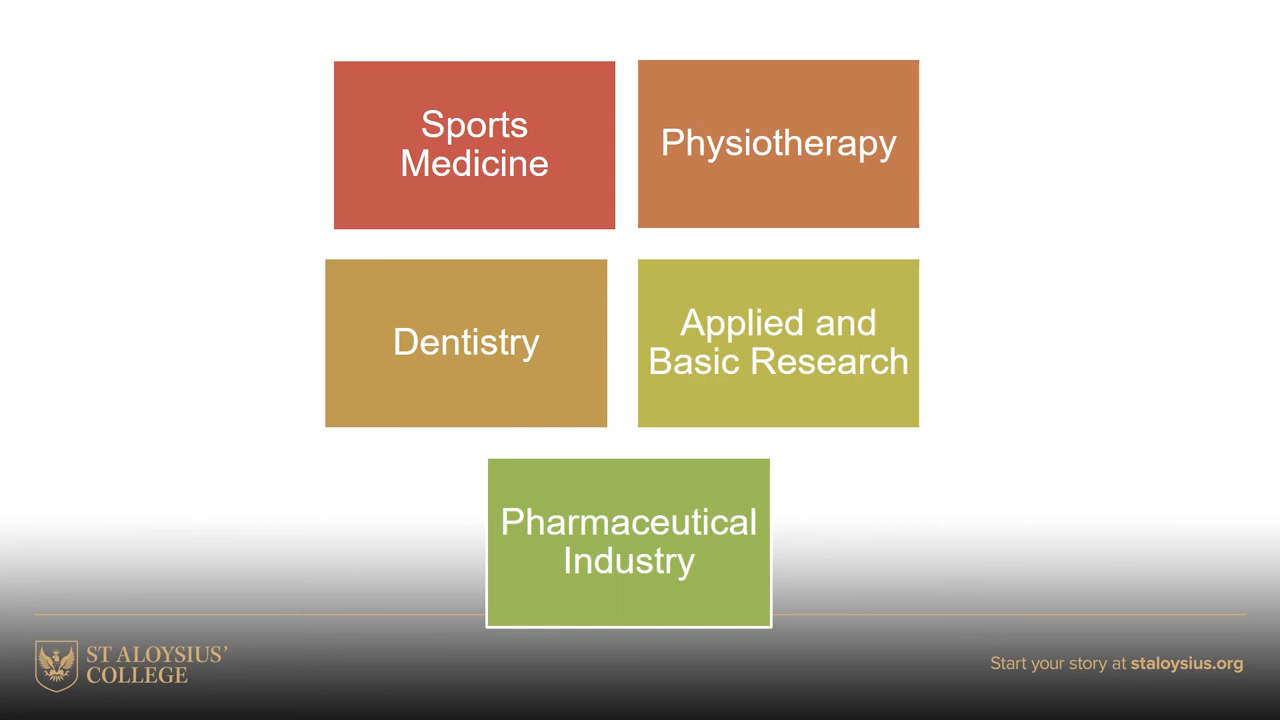 Sports
Medicine
Physiotherapy
Dentistry
Applied and
Basic Research
Pharmaceutical
Industry
ST ALOYSIUS'
COLLEGE
Start your story at staloysius.org